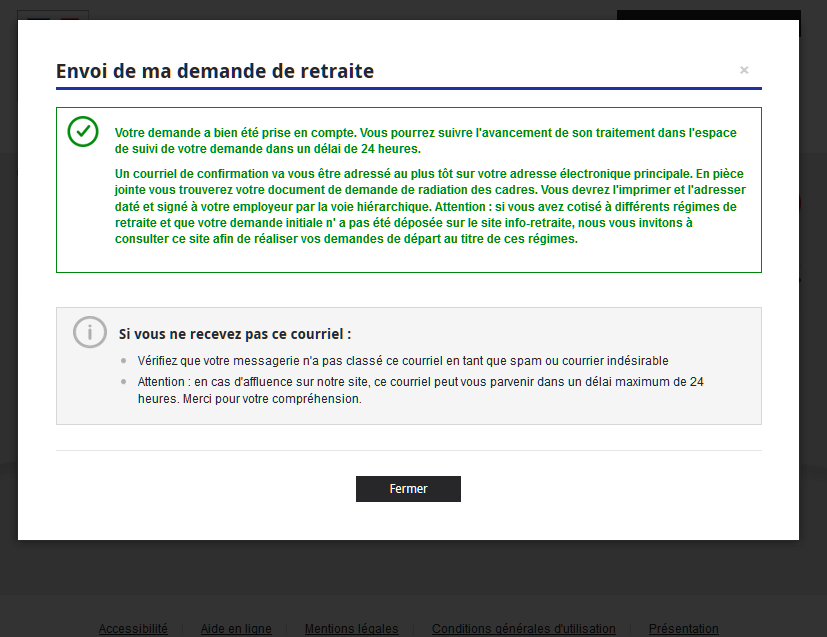 Envoi de ma demande de retraite
×
Votre demande a bien été prise en compte. Vous pourrez suivre l'avancement de son traitement dans l'espace
de suivi de votre demande dans un délai de 24 heures.
Un courriel de confirmation va vous être adressé au plus tôt sur votre adresse électronique principale. En pièce
jointe vous trouverez votre document de demande de radiation des cadres. Vous devrez l'imprimer et l'adresser
daté et signé à votre employeur par la voie hiérarchique. Attention : si vous avez cotisé à différents régimes de
retraite et que votre demande initiale n' a pas été déposée sur le site info-retraite, nous vous invitons à
consulter ce site afin de réaliser vos demandes de départ au titre de ces régimes.
Si vous ne recevez pas ce courriel :
Vérifiez que votre messagerie n'a pas classé ce courriel en tant que spam ou courrier indésirable
Attention : en cas d'affluence sur notre site, ce courriel peut vous parvenir dans un délai maximum de 24
heures. Merci pour votre compréhension.
Fermer
Accessibilité Aide en ligne Mentions légales Conditions générales d'utilisation Présentation